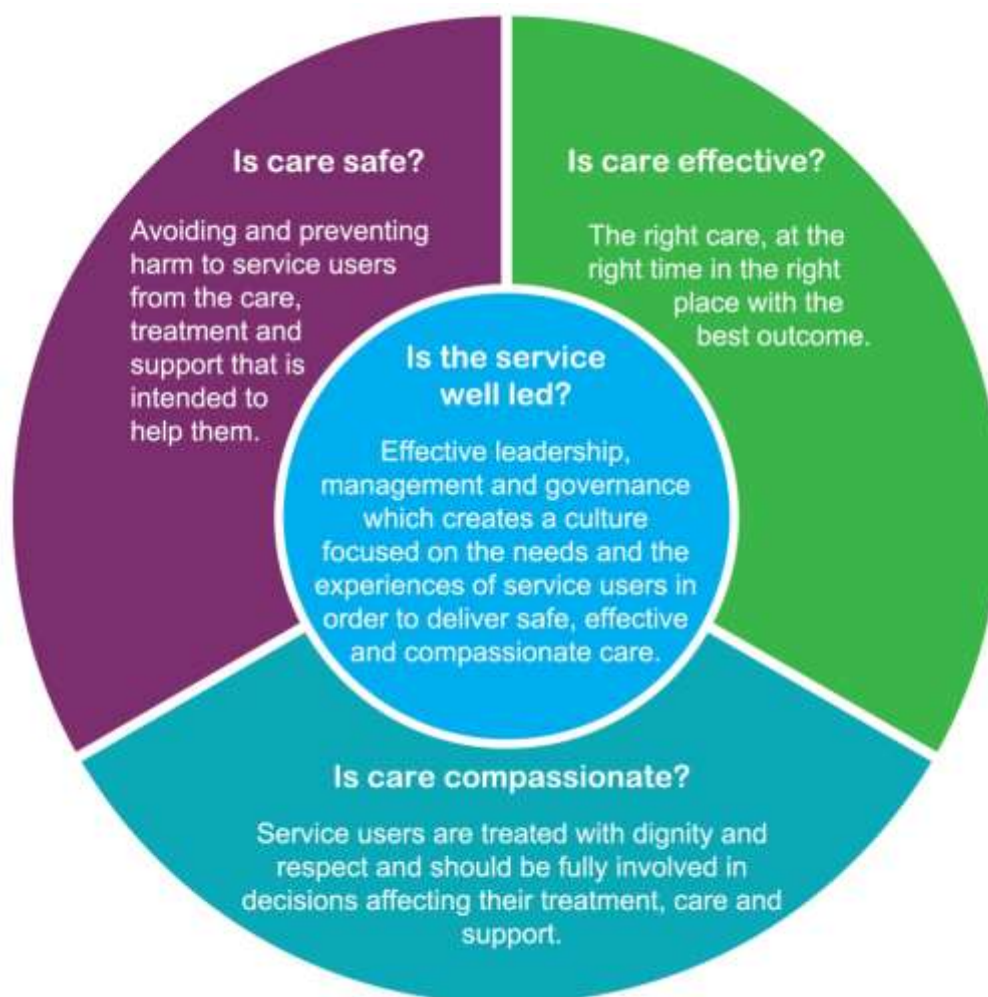 Is care safe?
Avoiding and preventing
harm to service users
from the care,
treatment and
support that is
intended to
help them.
Is care effective?
The right care, at the
right time in the right
place with the
best outcome.
Is the service
well led?
Effective leadership,
management and governance
which creates a culture
focused on the needs and the
experiences of service users in
order to deliver safe, effective
and compassionate care.
Is care compassionate?
Service users are treated with dignity and
respect and should be fully involved in
decisions affecting their treatment, care and
support.